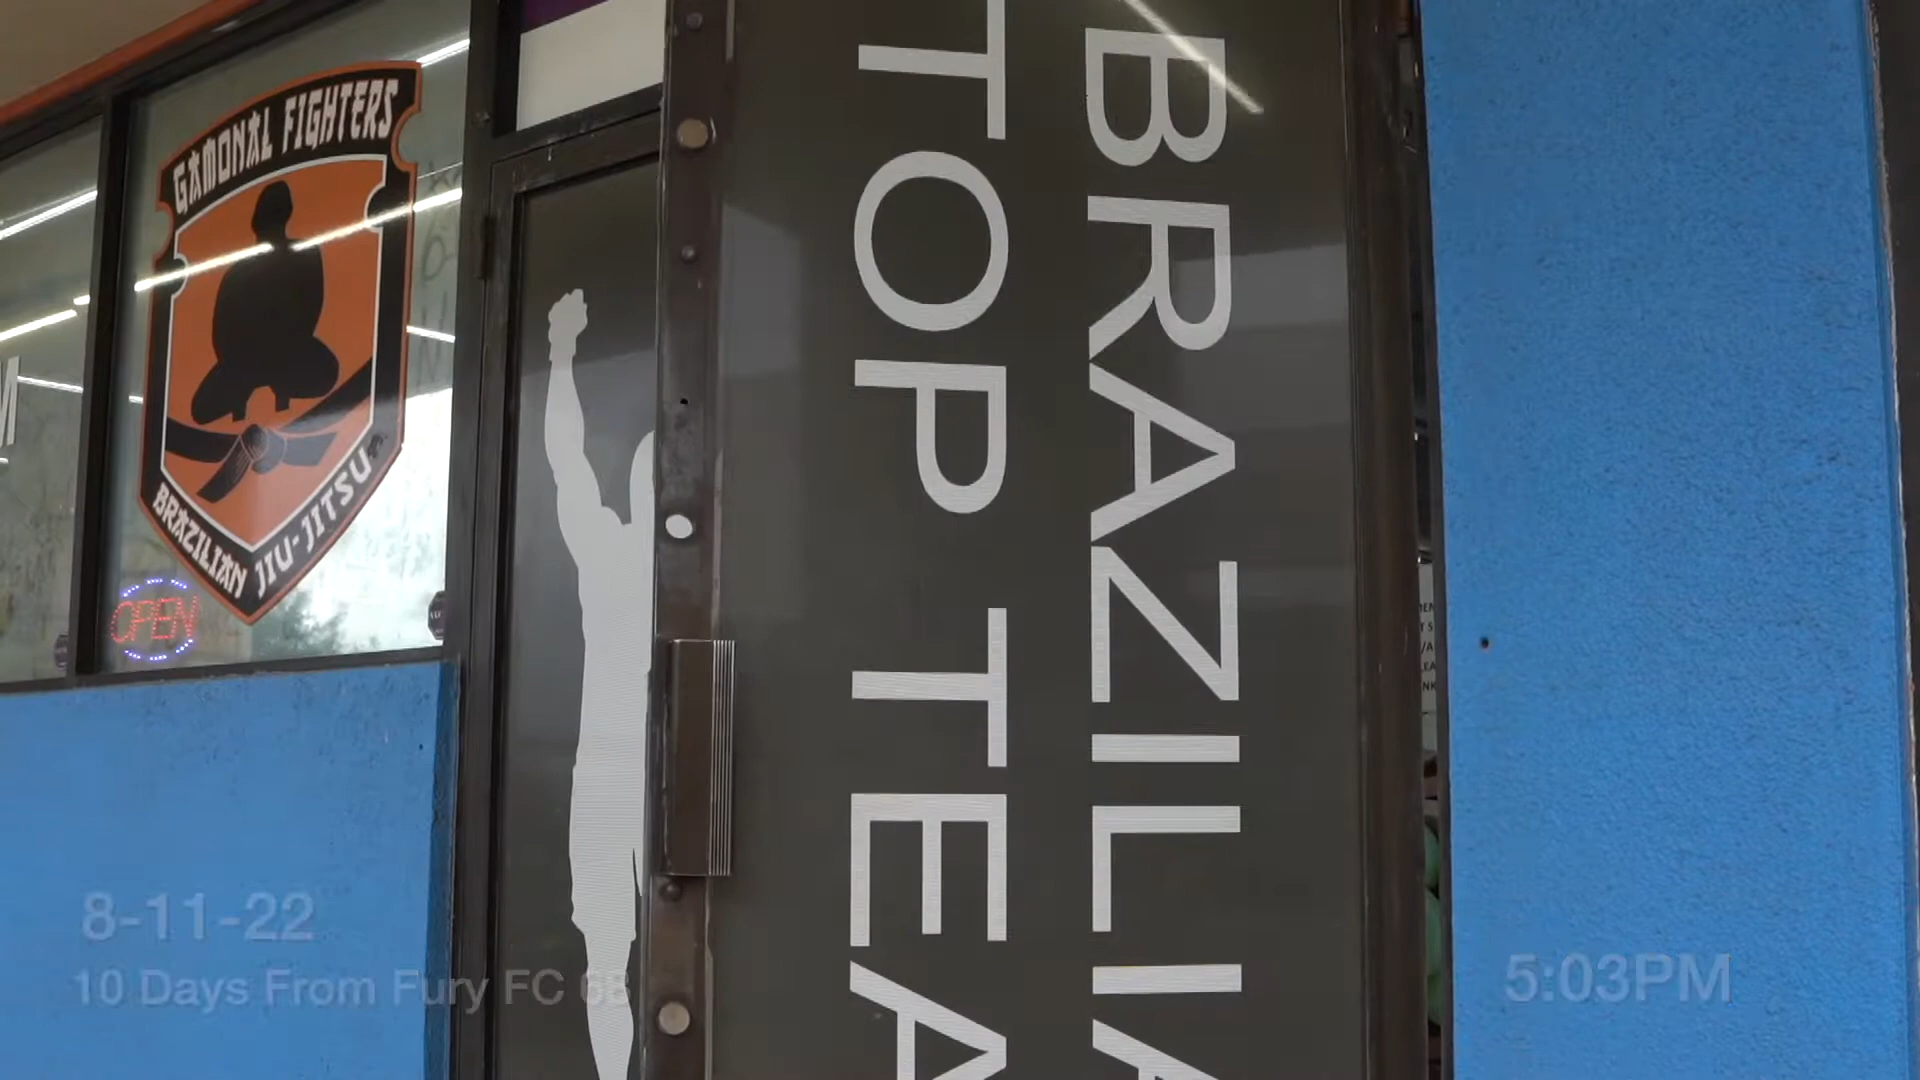 GAMONAL FIGHTERS
BRAZILIAN JIU-JITSU
OPEN
BRAZILIA
TOP TEA
8-11-22
10 Days From Fury FC 68
5:03PM